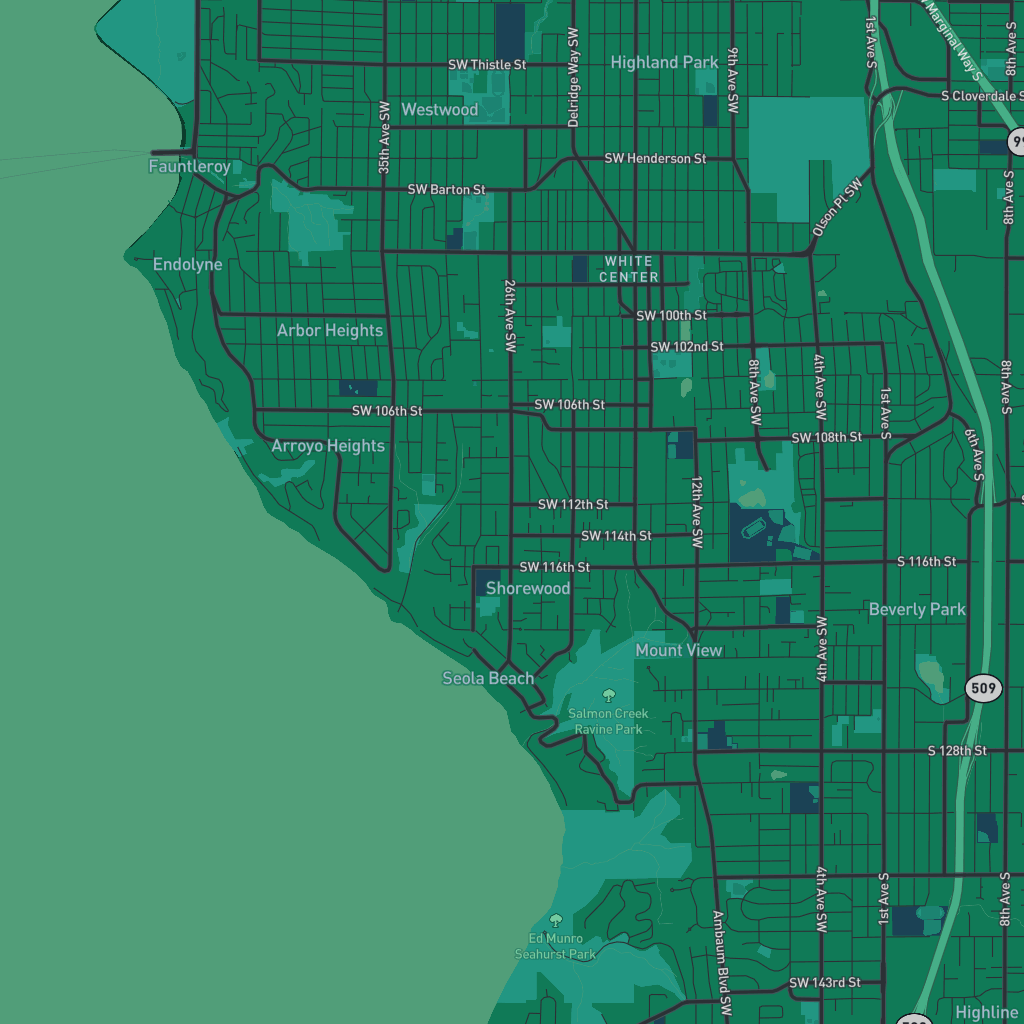 Marginal Way S
1st Ave S
8th Ave S
Delridge Way SW
9th Ave SW
Highland Park
SW Thistle St
S Cloverdale S
Westwood
35th Ave SW
99
SW Henderson St
Fauntleroy
SW Barton St
Olson Pl SW
8th Ave S
WHITE
CENTER
Endolyne
26th Ave SW
SW 100th St
Arbor Heights
SW 102nd St
8th Ave SW
4th Ave SW
1st Ave S
8th Ave S
SW 106th St
SW 106th St
SW 108th St
Arroyo Heights
6th Ave S
12th Ave SW
SW 112th St
SW 114th St
S 116th St
SW 116th St
Shorewood
Beverly Park
4th Ave SW
Mount View
Seola Beach
509
Salmon Creek
Ravine Park
S 128th St
4th Ave SW
1st Ave S
8th Ave S
Ambaum Blvd SW
Ed Munro
Seahurst Park
SW 143rd St
Highline